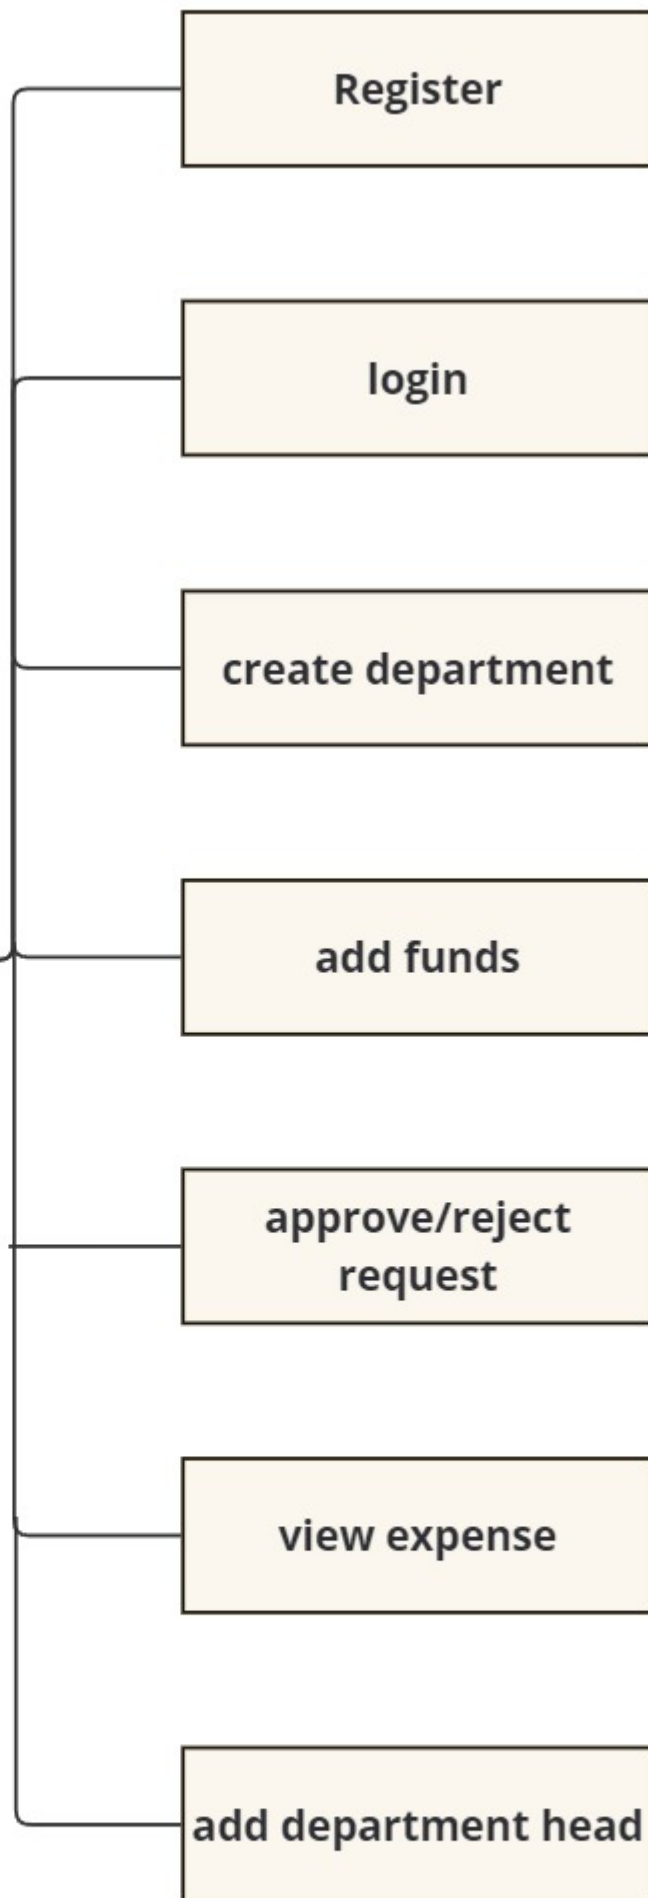 Register
login
create department
add funds
approve/reject
request
view expense
add department head